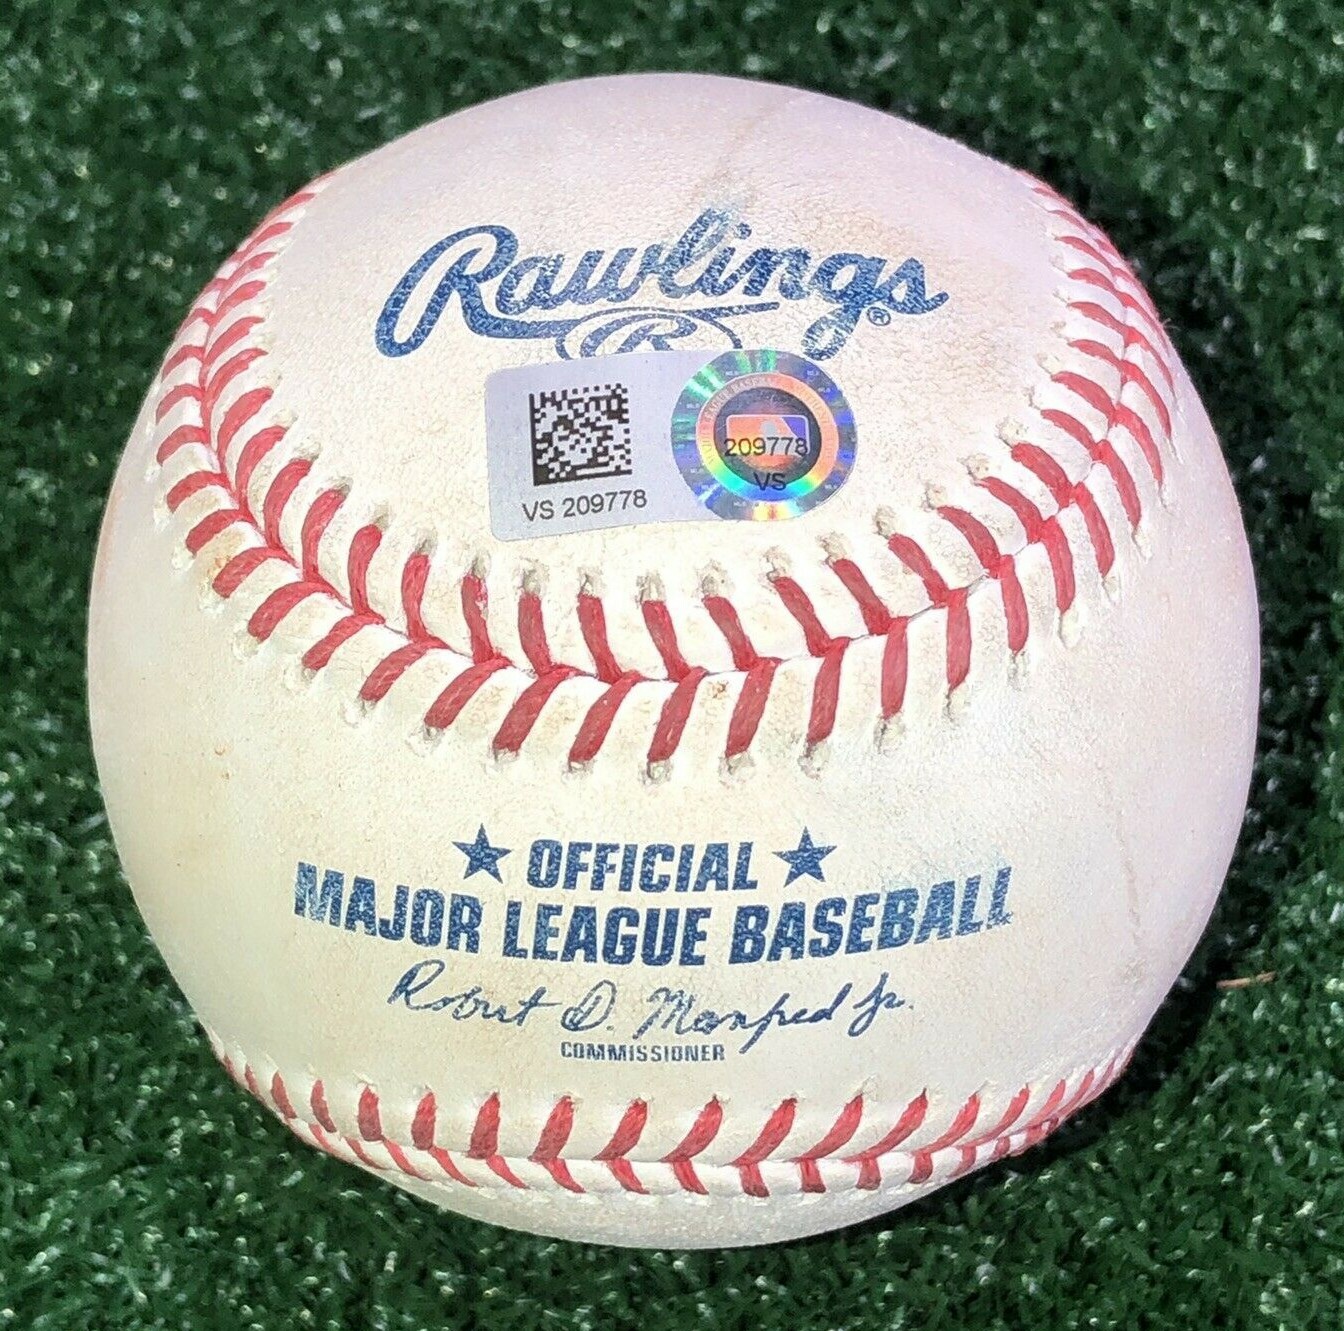 Rawlings®
R
VS 209778
209778
VS
★ OFFICIAL ★
MAJOR LEAGUE BASEBALL
Robert D. Manfred Jr.
COMMISSIONER